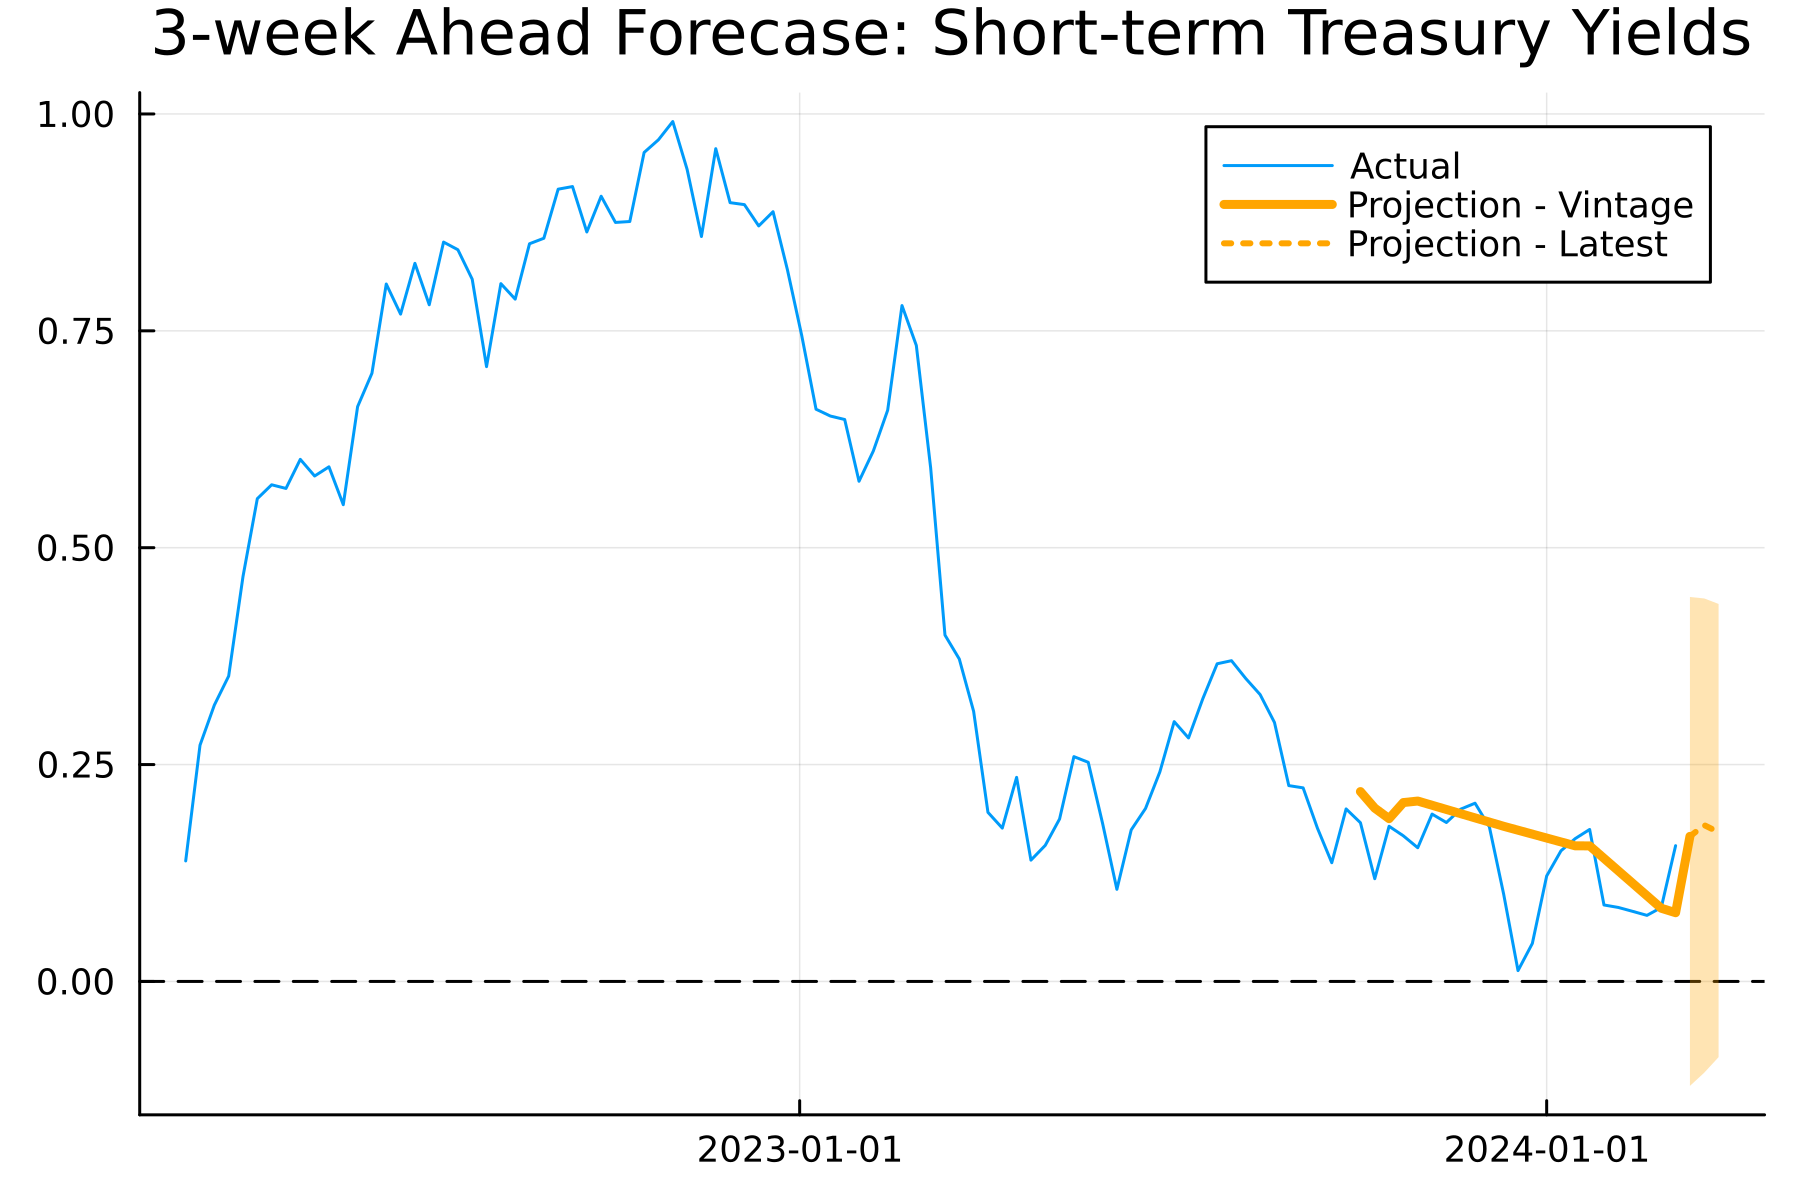 3-week Ahead Forecase: Short-term Treasury Yields
1.00
0.75
0.50
0.25
0.00
Actual
Projection - Vintage
Projection - Latest
2023-01-01
2024-01-01